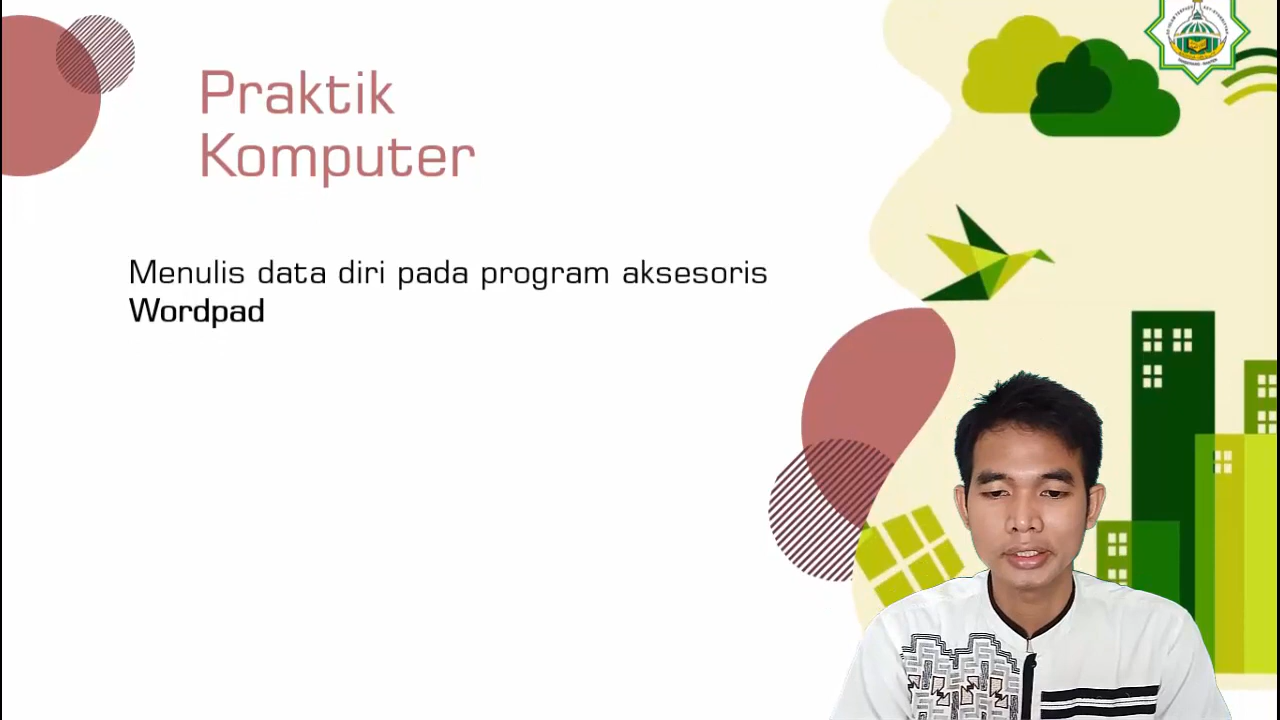 Praktik
Komputer
Menulis data diri pada program aksesoris
Wordpad